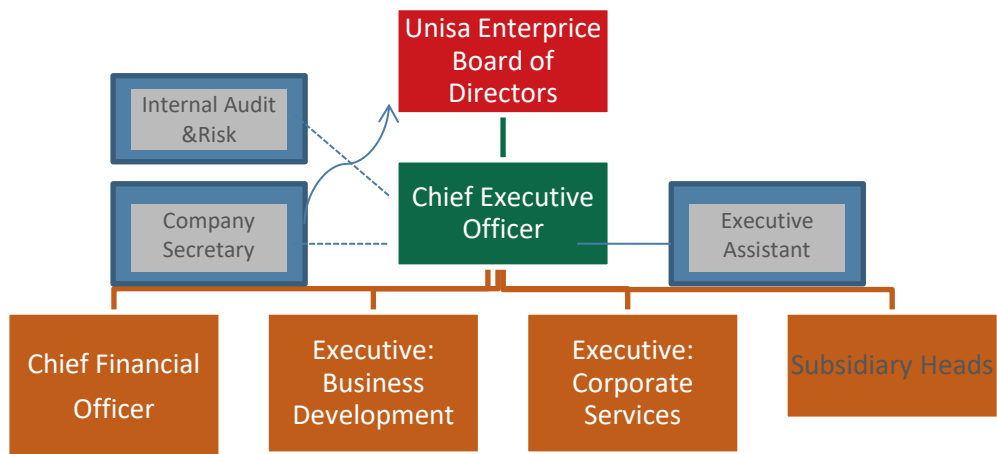 Unisa Enterprice
Board of
Directors
Internal Audit
&Risk
Chief Executive
Officer
Company
Secretary
Executive
Assistant
Chief Financial
Officer
Executive:
Business
Development
Executive:
Corporate
Services
Subsidiary Heads